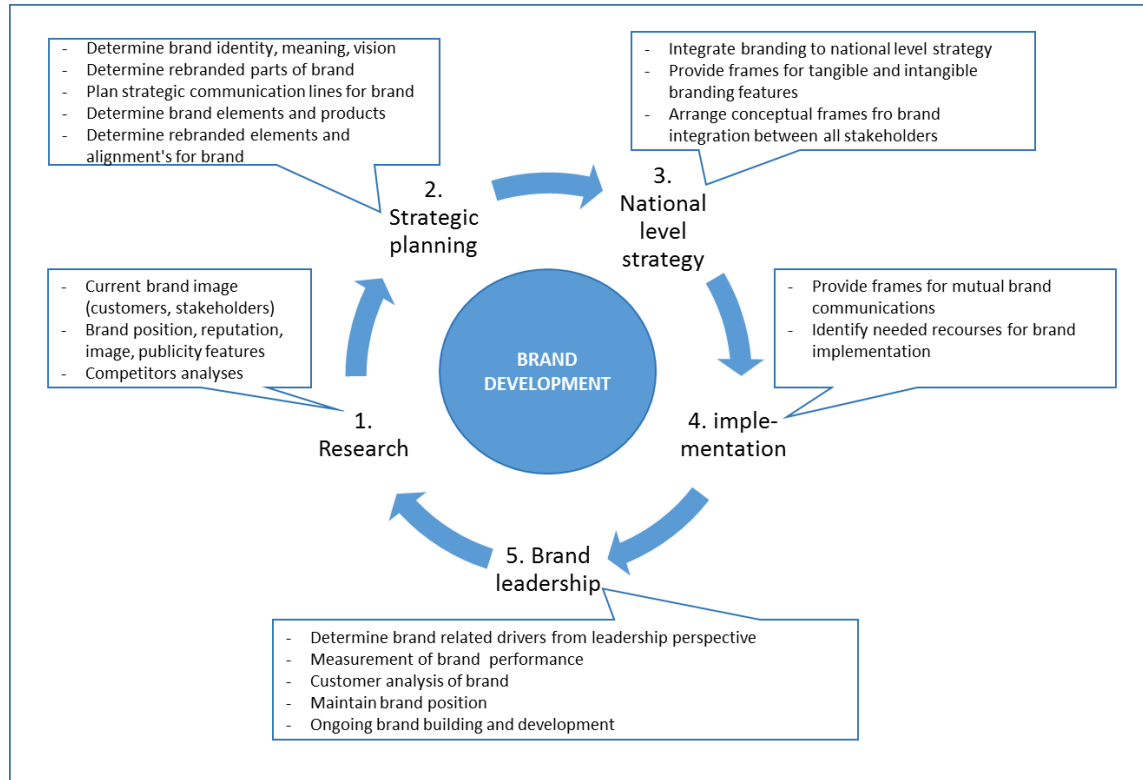 - Determine brand identity, meaning, vision
- Determine rebranded parts of brand
- Plan strategic communication lines for brand
- Determine brand elements and products
- Determine rebranded elements and
alignment's for brand
- Integrate branding to national level strategy
- Provide frames for tangible and intangible
branding features
- Arrange conceptual frames fro brand
integration between all stakeholders
2.
Strategic
planning
3.
National
level
strategy
- Current brand image
(customers, stakeholders)
- Brand position, reputation,
image, publicity features
- Competitors analyses
- Provide frames for mutual brand
communications
- Identify needed recourses for brand
implementation
BRAND
DEVELOPMENT
1.
Research
4. imple-
mentation
5. Brand
leadership
- Determine brand related drivers from leadership perspective
- Measurement of brand performance
- Customer analysis of brand
- Maintain brand position
- Ongoing brand building and development